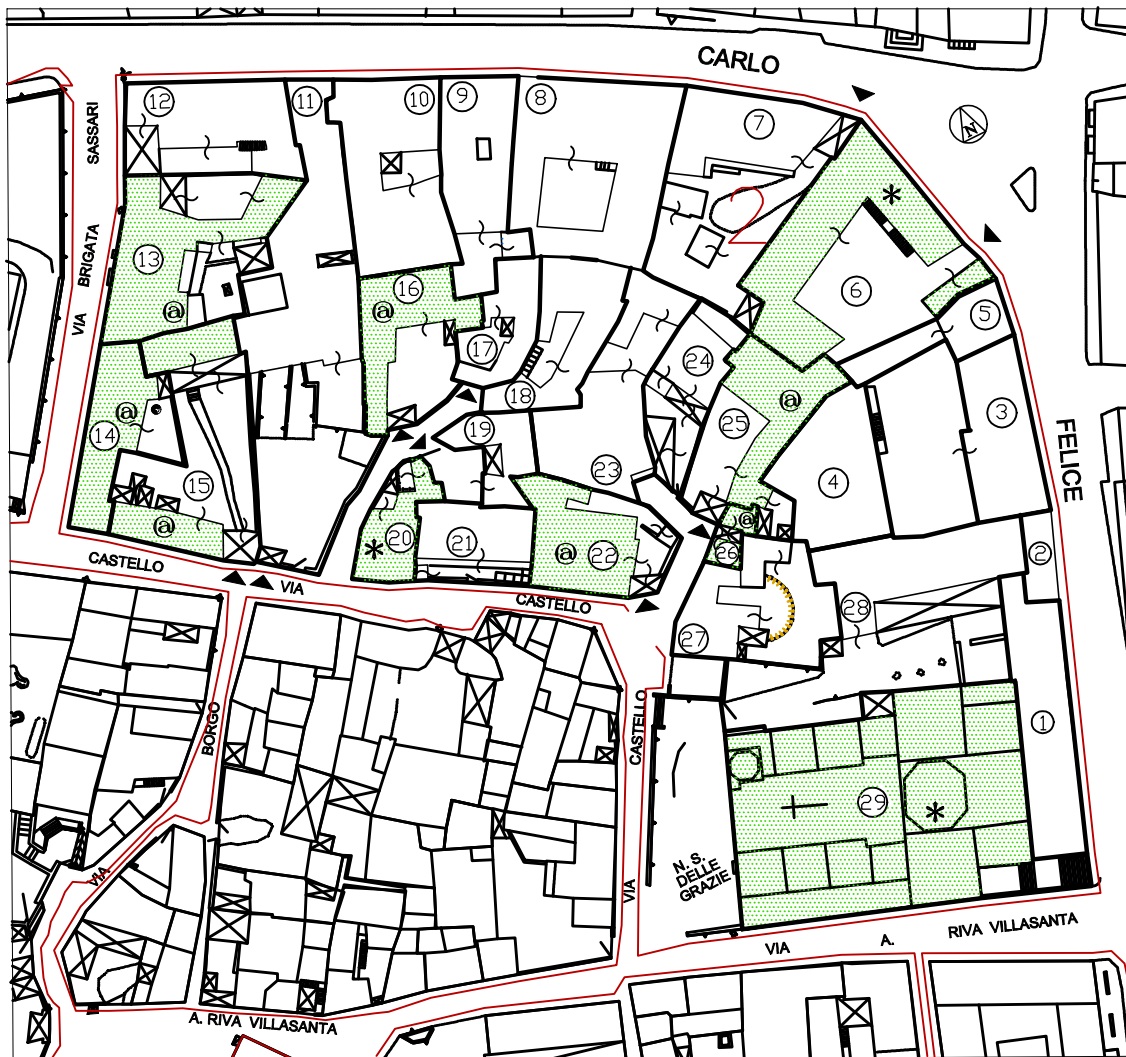 CARLO
12
11
10
9
8
7
SASSARI
N
*
2
BRIGATA
13
16
6
5
@
@
VIA
17
24
18
3
@
14
19
25
@
FELICE
15
23
4
@
20
21
@
22
@
26
2
*
CASTELLO
VIA
CASTELLO
28
27
CASTELLO
1
BORGO
29
*
N. S.
DELLE
GRAZIE
VIA
VIA
VIA
A.
RIVA VILLASANTA
A. RIVA VILLASANTA